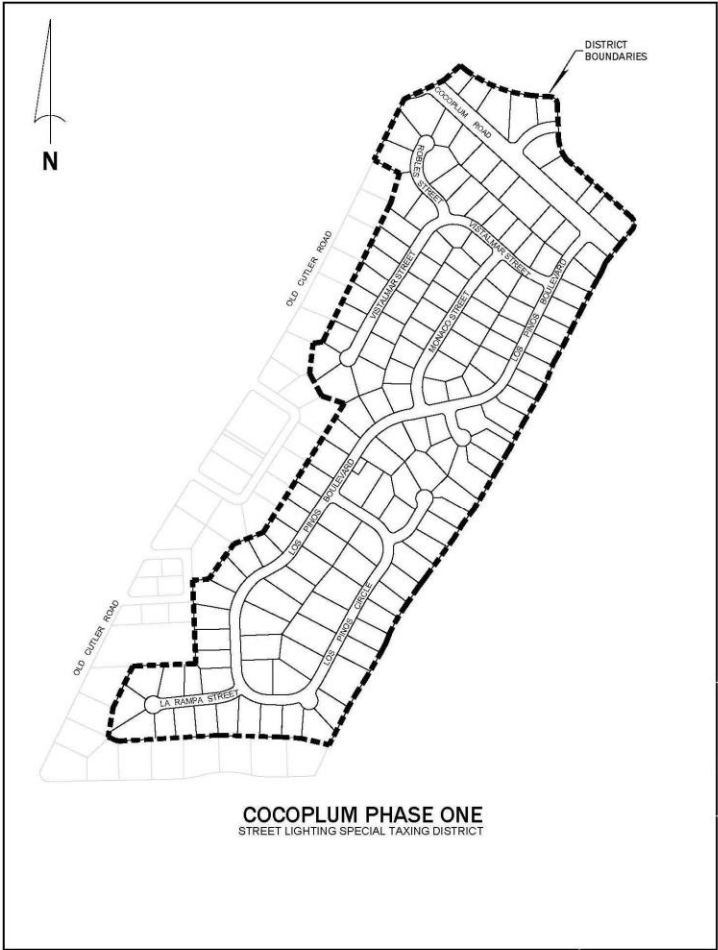 DISTRICT
BOUNDARIES
COCOPLUM ROAD
ROBLES STREET
VISTALMAR STREET
OLD CUTLER ROAD
VISTALMAR STREET
MONACO STREET
LOS PINOS BOULEVARD
N
LOS PINOS BOULEVARD
LOS PINOS CIRCLE
OLD CUTLER ROAD
LA RAMPA STREET
COCOPLUM PHASE ONE
STREET LIGHTING SPECIAL TAXING DISTRICT